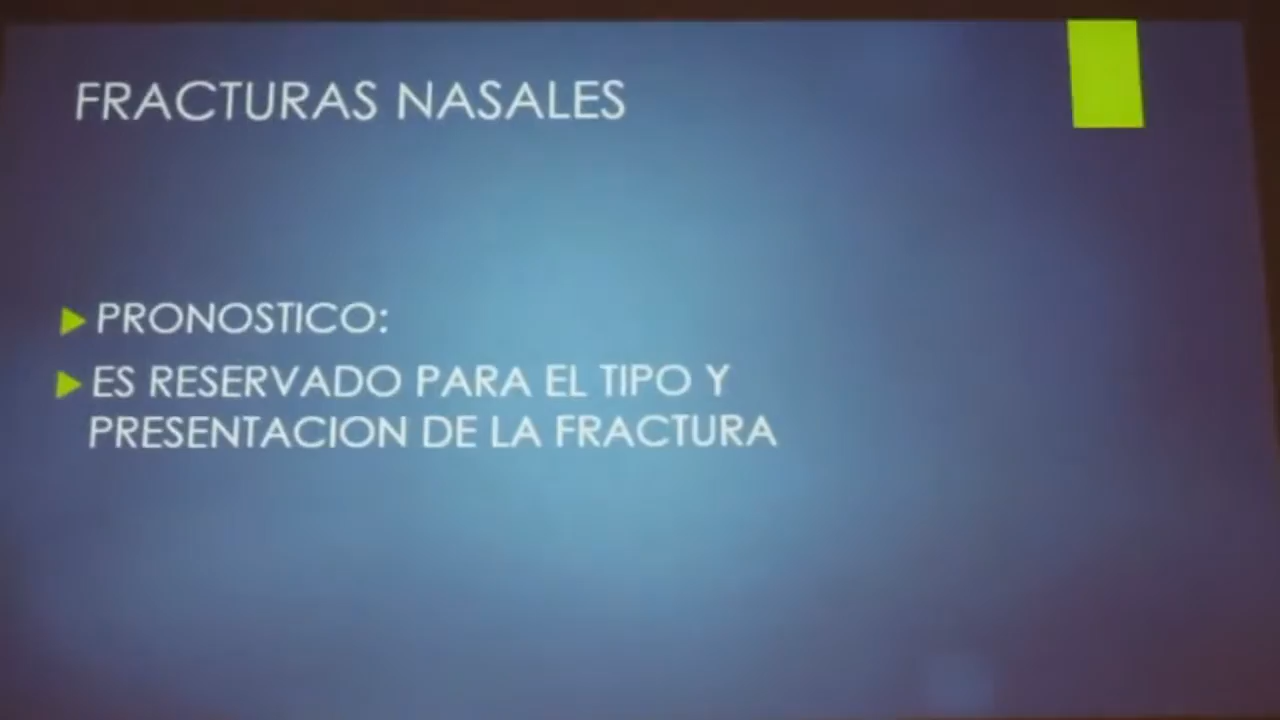 FRACTURAS NASALES
PRONOSTICO:
ES RESERVADO PARA EL TIPO Y
PRESENTACION DE LA FRACTURA